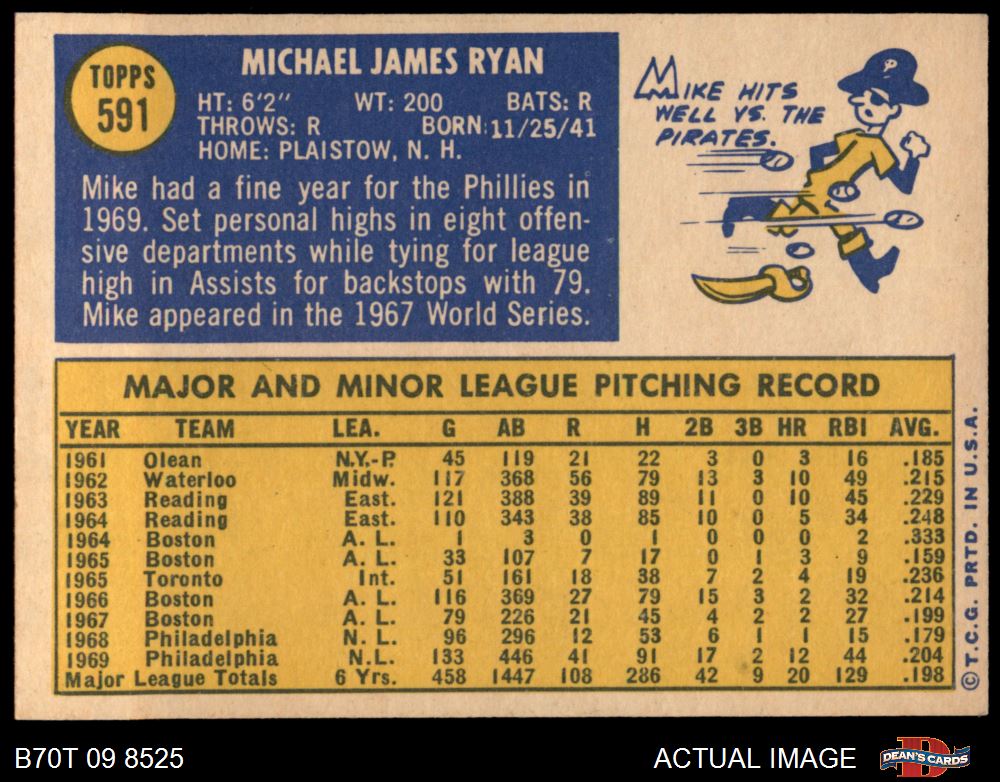 TOPPS
591
MICHAEL JAMES RYAN
HT: 6'2" WT: 200 BATS: R
THROWS: R BORN: 11/25/41
HOME: PLAISTOW, N. H.
Mike had a fine year for the Phillies in
1969. Set personal highs in eight offen-
sive departments while tying for league
high in Assists for backstops with 79.
Mike appeared in the 1967 World Series.
MIKE HITS
WELL VS. THE
PIRATES.
P
MAJOR AND MINOR LEAGUE PITCHING RECORD
YEAR TEAM LEA. G AB R H 2B 3B HR RBI AVG.
1961 Olean N.Y.-P. 45 119 21 22 3 0 3 16 .185
1962 Waterloo Midw. 117 368 56 79 13 3 10 49 .215
1963 Reading East. 121 388 39 89 11 0 10 45 .229
1964 Reading East. 110 343 38 85 10 0 5 34 .248
1964 Boston A. L. 1 3 0 1 0 0 0 2 .333
1965 Boston A. L. 33 107 7 17 0 1 3 9 .159
1965 Toronto Int. 51 161 18 38 7 2 4 19 .236
1966 Boston A. L. 116 369 27 79 15 3 2 32 .214
1967 Boston A. L. 79 226 21 45 4 2 2 27 .199
1968 Philadelphia N. L. 96 296 12 53 6 1 1 15 .179
1969 Philadelphia N.L. 133 446 41 91 17 2 12 44 .204
Major League Totals 6 Yrs. 458 1447 108 286 42 9 20 129 .198
©T.C.G. PRTD. IN U.S.A.
B70T 09 8525
ACTUAL IMAGE
D
DEAN'S CARDS